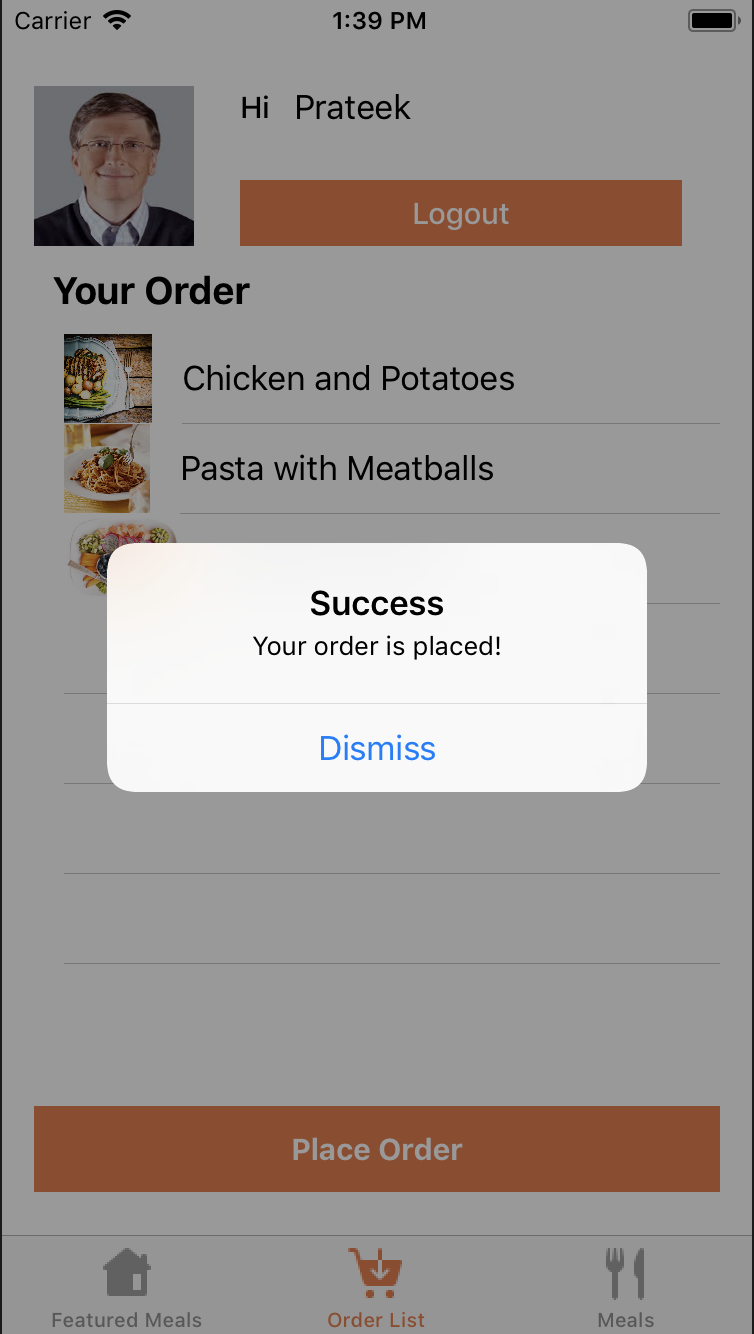 Carrier 1:39 PM
Hi Prateek
Logout
Your Order
Chicken and Potatoes
Pasta with Meatballs
Success
Your order is placed!
Dismiss
Place Order
Featured Meals Order List Meals